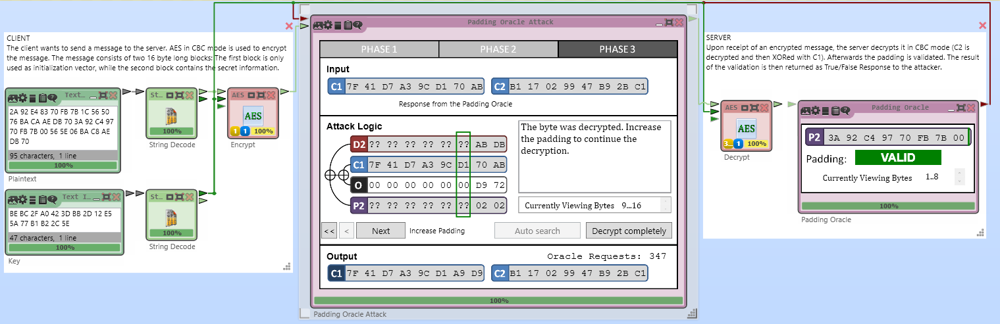 CLIENT
The client wants to send a message to the server. AES in CBC mode is used to encrypt
the message. The message consists of two 16 byte long blocks: The first block is only
used as initialization vector, while the second block contains the secret information.
Text...
2A 92 E4 83 70 FB 7B 1C 56 50
76 BA CA AE DB 70 3A 92 C4 97
70 FB 7B 00 56 5E 06 BA C8 AE
DB 70
95 characters, 1 line
100%
Plaintext
St...
100%
String Decode
AES
AES
1 1 100%
Encrypt
Text I...
BE BC 2F A0 42 3D BB 2D 12 E5
5A 77 B1 B2 2C 5E
47 characters, 1 line
100%
Key
St...
100%
String Decode
Padding Oracle Attack
PHASE 1 PHASE 2 PHASE 3
Input
C1 7F 41 D7 A3 9C D1 70 AB C2 B1 17 02 99 47 B9 2B C1
Response from the Padding Oracle
Attack Logic
D2 ?? ?? ?? ?? ?? ?? AB DB
C1 7F 41 D7 A3 9C D1 70 AB
O 00 00 00 00 00 00 D9 72
P2 ?? ?? ?? ?? ?? ?? 02 02
The byte was decrypted. Increase
the padding to continue the
decryption.
Currently Viewing Bytes 9...16
<< < Next Increase Padding Auto search Decrypt completely
Output Oracle Requests: 347
C1 7F 41 D7 A3 9C D1 A9 D9 C2 B1 17 02 99 47 B9 2B C1
100%
Padding Oracle Attack
SERVER
Upon receipt of an encrypted message, the server decrypts it in CBC mode (C2 is
decrypted and then XORed with C1). Afterwards the padding is validated. The result
of the validation is then returned as True/False Response to the attacker.
AES
AES
1 100%
Decrypt
Padding Oracle
P2 3A 92 C4 97 70 FB 7B 00
Padding: VALID
Currently Viewing Bytes 1..8
100%
Padding Oracle